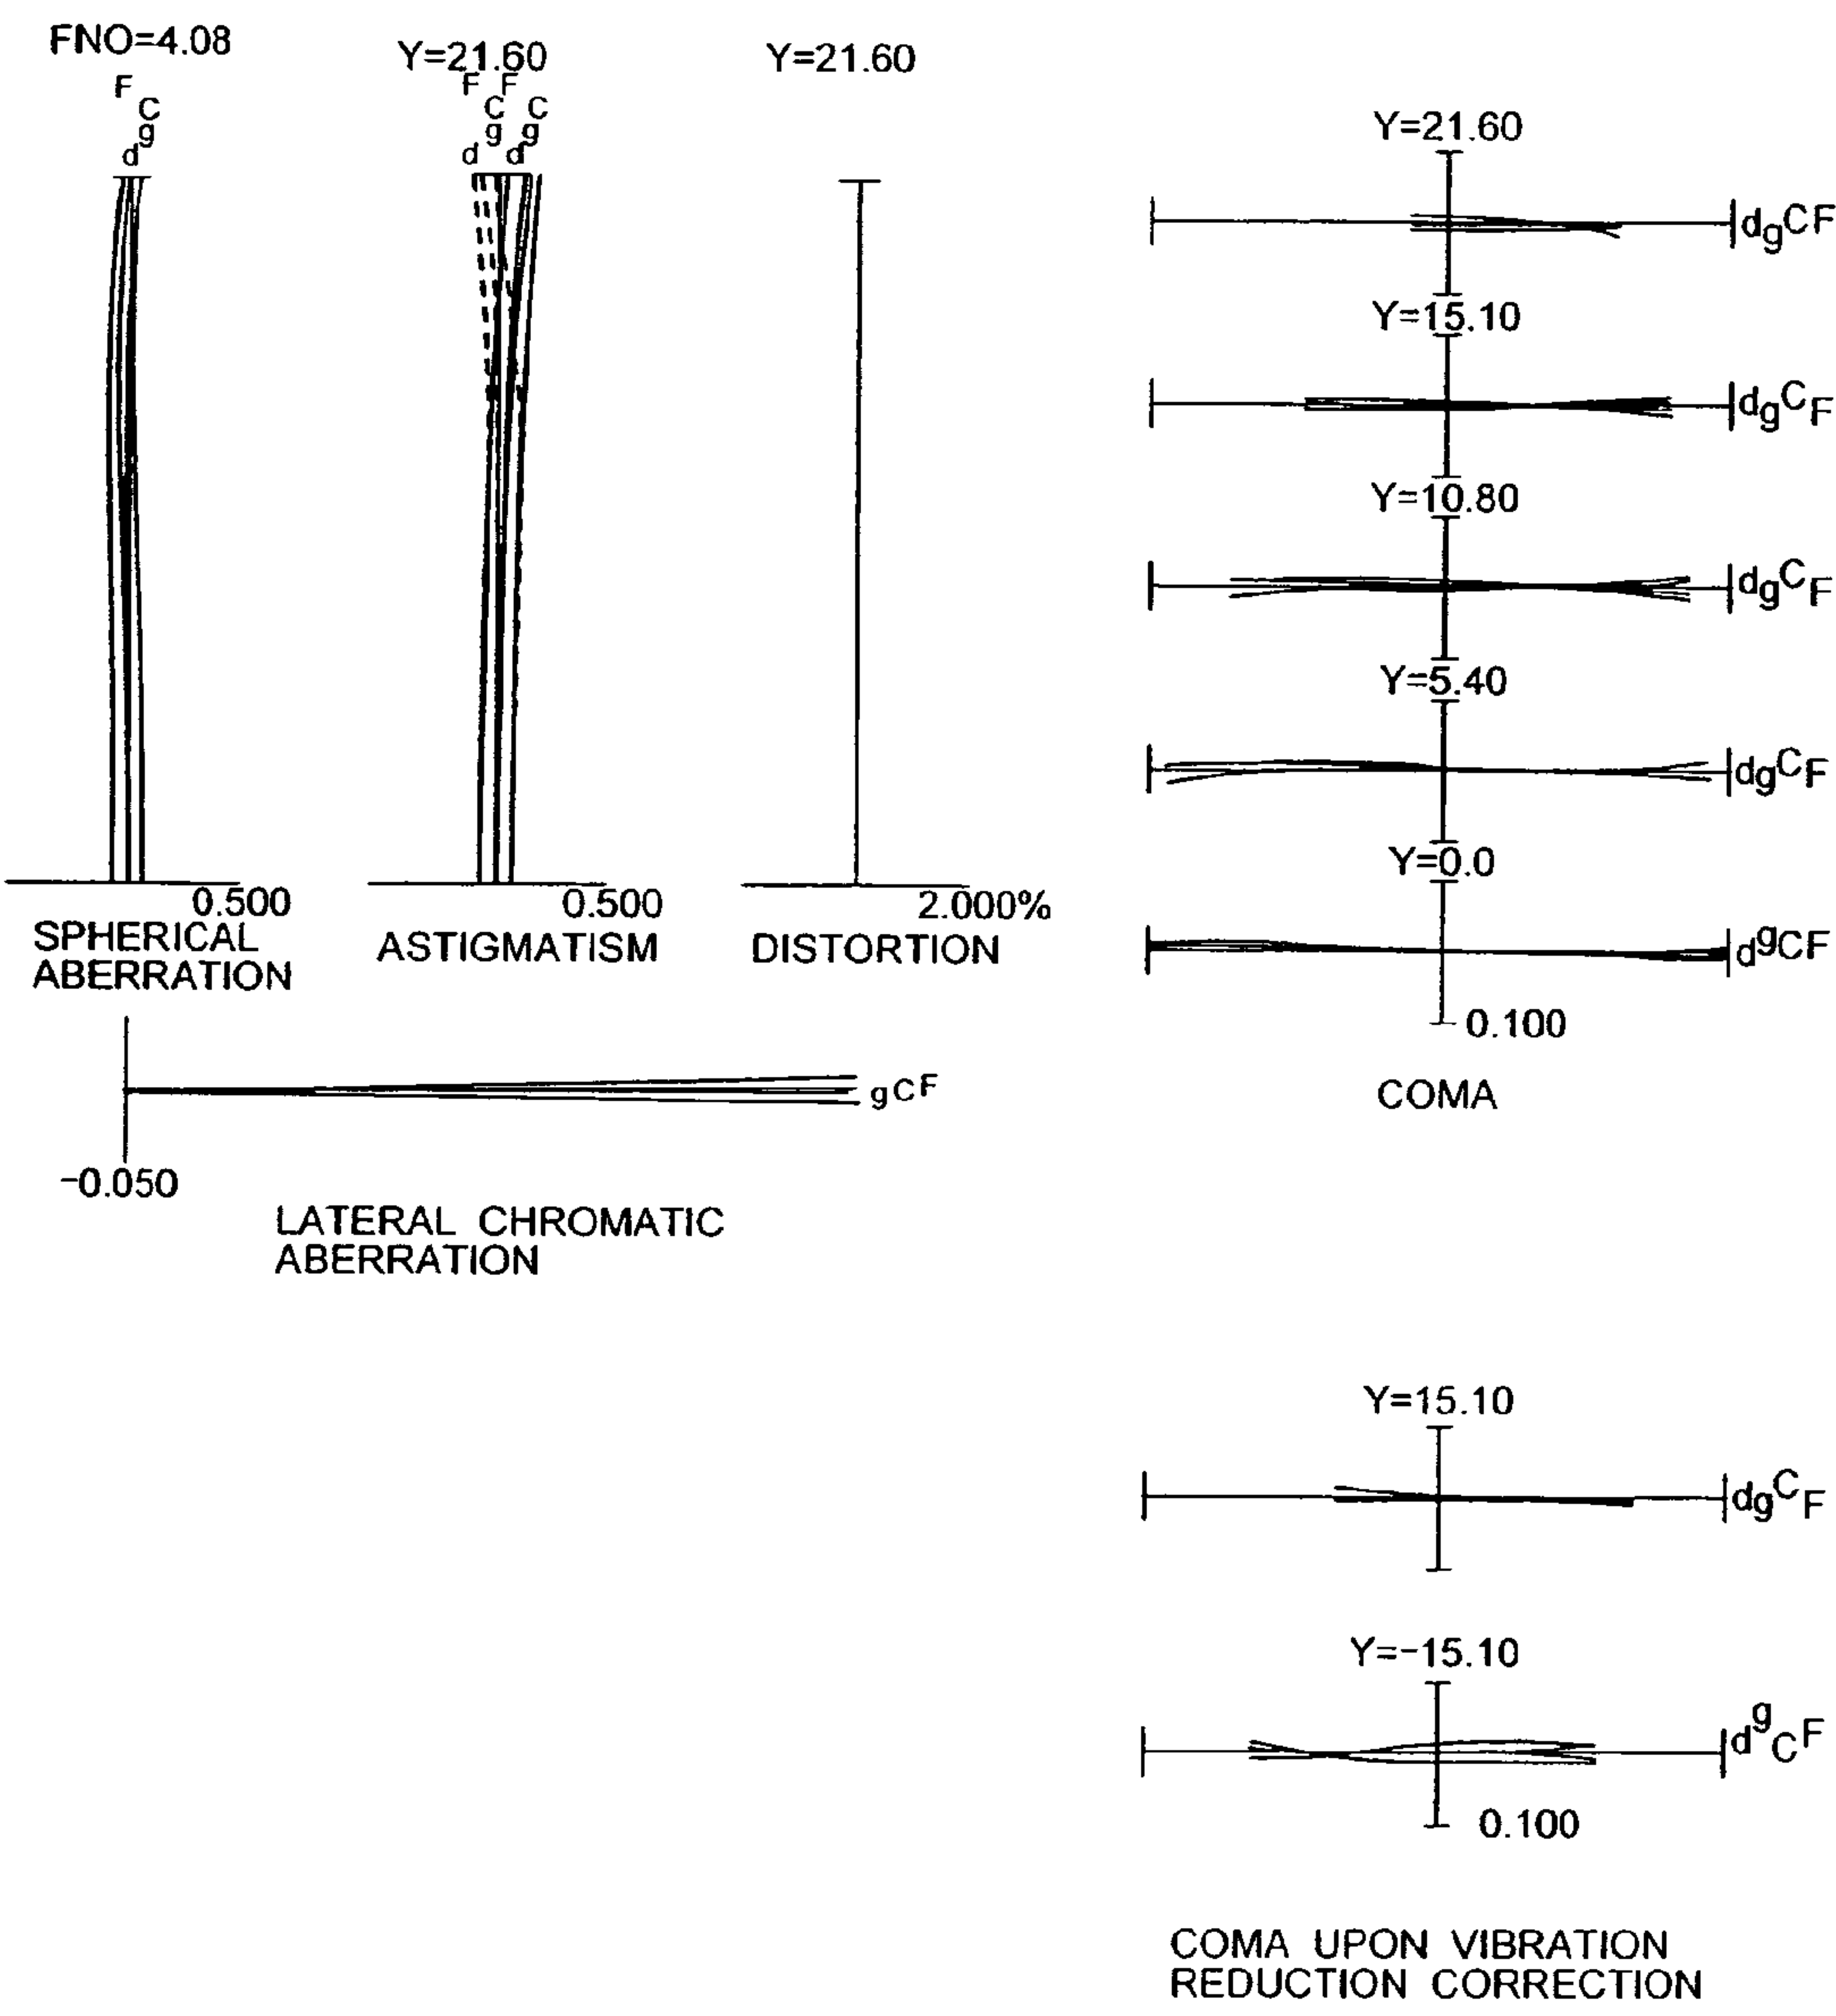 FNO=4.08
F
C
g
d
0.500
SPHERICAL
ABERRATION
Y=21.60
F F
C C
g g
d d
0.500
ASTIGMATISM
Y=21.60
2.000%
DISTORTION
gCF
-0.050
LATERAL CHROMATIC
ABERRATION
Y=21.60
dgCF
Y=15.10
dgCF
Y=10.80
dgCF
Y=5.40
dgCF
Y=0.0
dgCF
0.100
COMA
Y=15.10
dgCF
Y=-15.10
dgCF
0.100
COMA UPON VIBRATION
REDUCTION CORRECTION